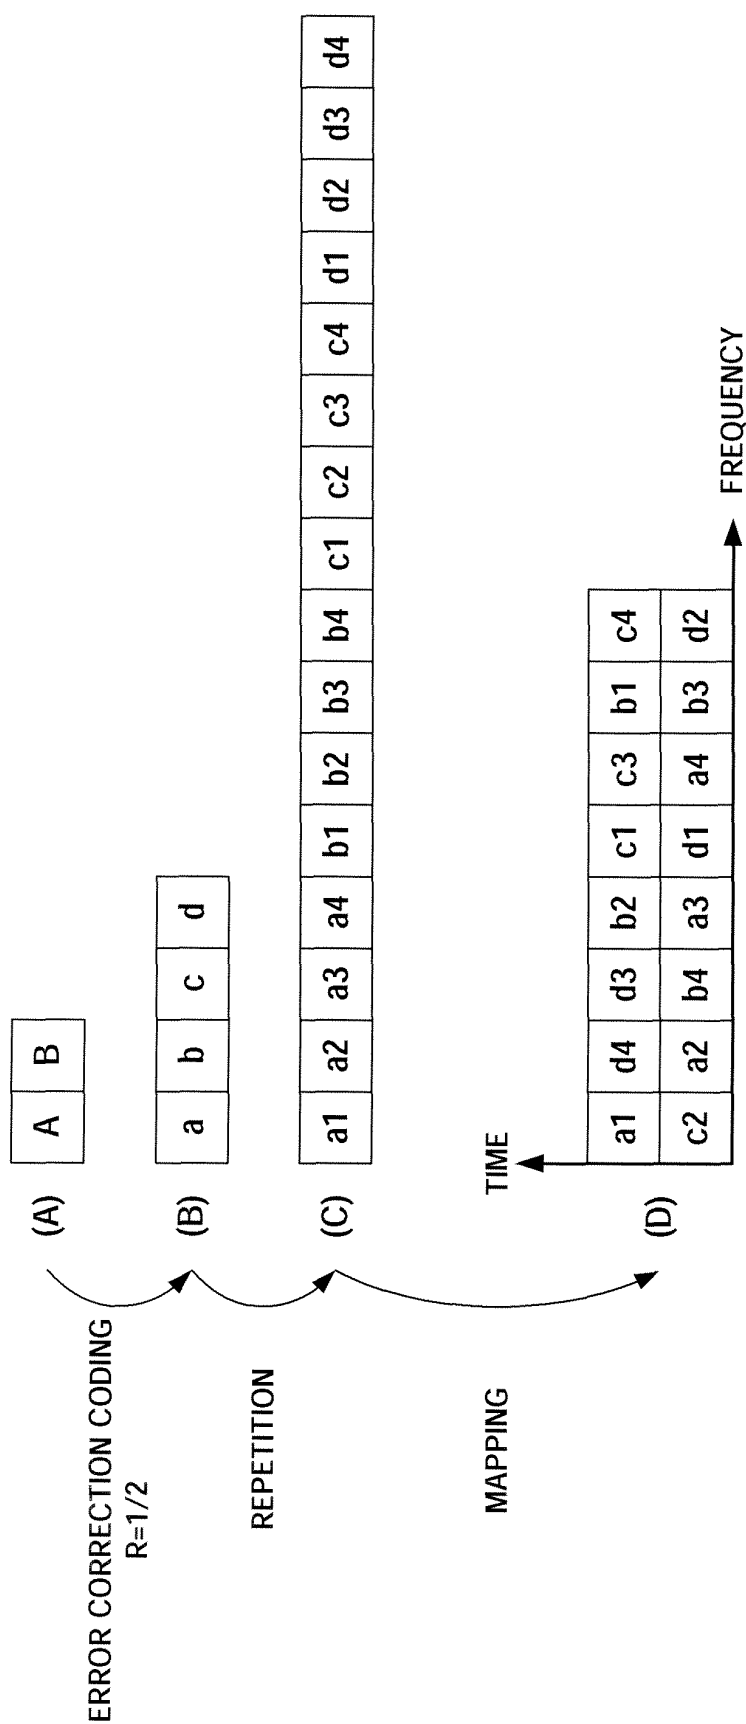 (A) A B
ERROR CORRECTION CODING
R=1/2
(B) a b c d
REPETITION
(C) a1 a2 a3 a4 b1 b2 b3 b4 c1 c2 c3 c4 d1 d2 d3 d4
MAPPING
TIME
(D)
a1 d4 d3 b2 c1 c3 b1 c4
c2 a2 b4 a3 d1 a4 b3 d2
FREQUENCY